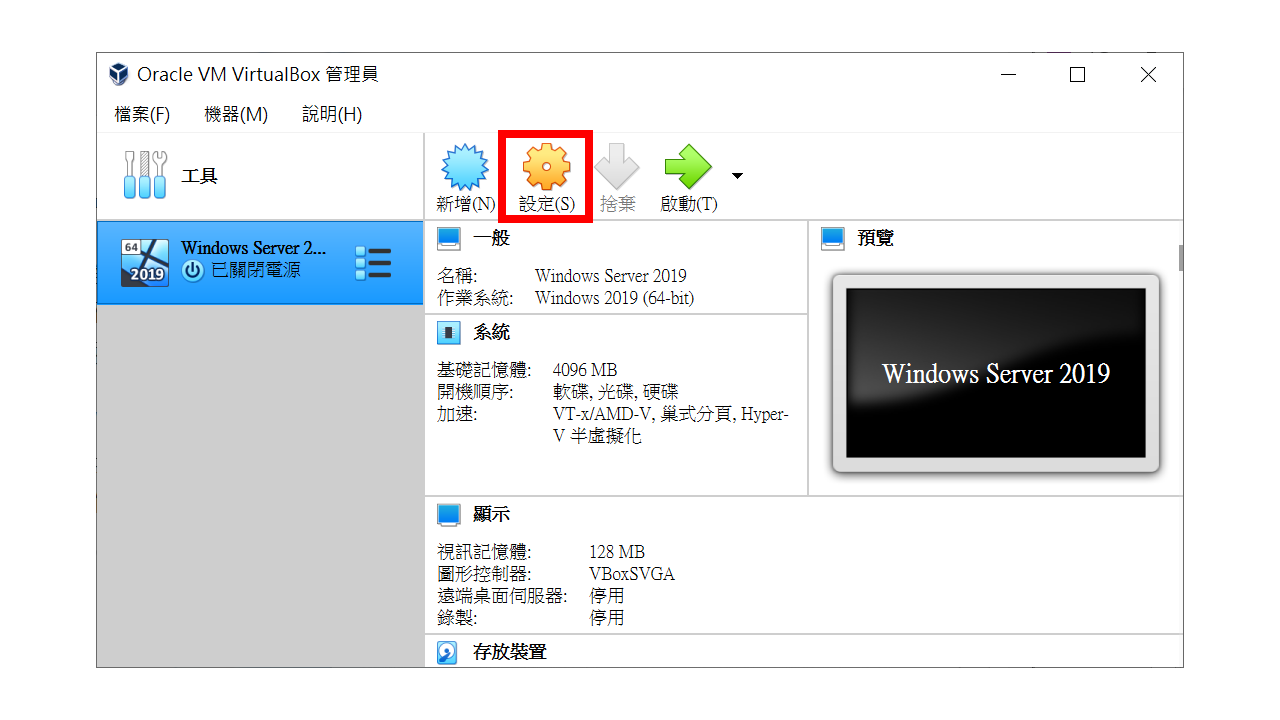 Oracle VM VirtualBox 管理員
檔案(F) 機器(M) 說明(H)
工具
新增(N) 設定(S) 捨棄 啟動(T)
64
2019
Windows Server 2...
已關閉電源
一般
名稱: Windows Server 2019
作業系統: Windows 2019 (64-bit)
系統
基礎記憶體: 4096 MB
開機順序: 軟碟, 光碟, 硬碟
加速: VT-x/AMD-V, 巢式分頁, Hyper-
V 半虛擬化
預覽
Windows Server 2019
顯示
視訊記憶體: 128 MB
圖形控制器: VBoxSVGA
遠端桌面伺服器: 停用
錄製: 停用
存放裝置